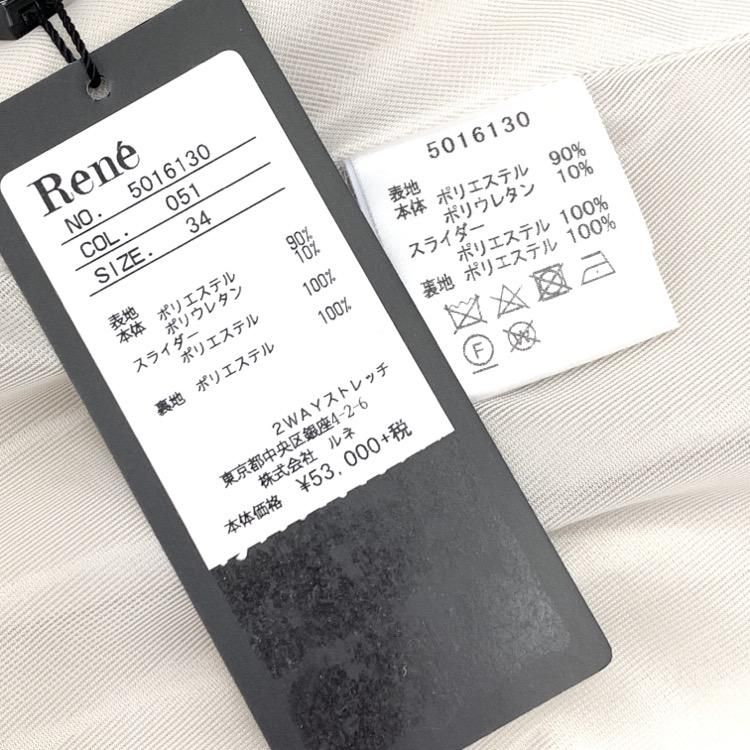 René
NO. 5016130
COL. 051
SIZE. 34
表地
本体 ポリエステル 90%
ポリウレタン 10%
スライダー
ポリエステル 100%
裏地 ポリエステル 100%
2WAYストレッチ
東京都中央区銀座4-2-6
株式会社 ルネ
本体価格 ¥53,000+税
5016130
表地
本体 ポリエステル 90%
ポリウレタン 10%
スライダー
ポリエステル 100%
裏地 ポリエステル 100%
F
W